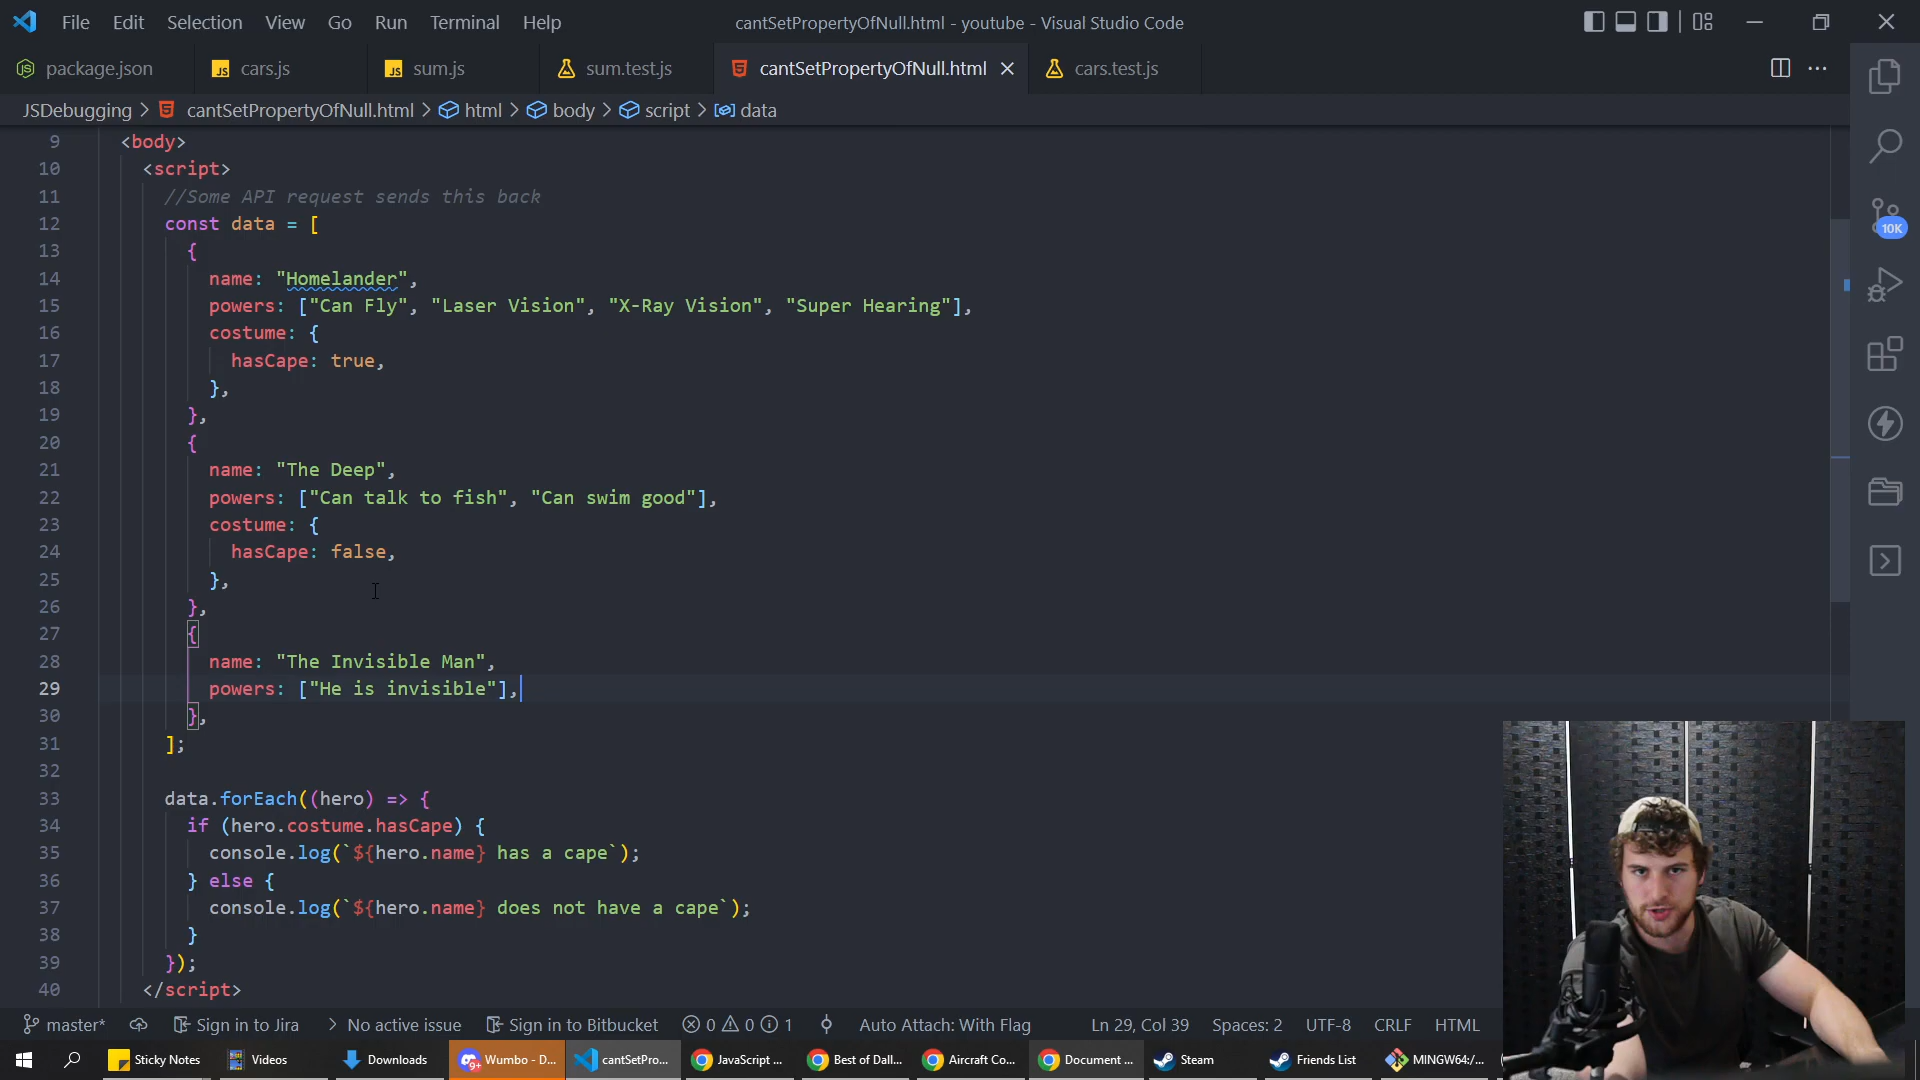 File Edit Selection View Go Run Terminal Help cantSetPropertyOfNull.html - youtube - Visual Studio Code
package.json JS cars.js JS sum.js sum.test.js cantSetPropertyOfNull.html cars.test.js
JSDebugging > cantSetPropertyOfNull.html > html > body > script > data
9 <body>
10 <script>
11 //Some API request sends this back
12 const data = [
13 {
14 name: "Homelander",
15 powers: ["Can Fly", "Laser Vision", "X-Ray Vision", "Super Hearing"],
16 costume: {
17 hasCape: true,
18 },
19 },
20 {
21 name: "The Deep",
22 powers: ["Can talk to fish", "Can swim good"],
23 costume: {
24 hasCape: false,
25 },
26 },
27 {
28 name: "The Invisible Man",
29 powers: ["He is invisible"],
30 },
31 ];
32
33 data.forEach((hero) => {
34 if (hero.costume.hasCape) {
35 console.log(`${hero.name} has a cape`);
36 } else {
37 console.log(`${hero.name} does not have a cape`);
38 }
39 });
40 </script>
10K
master* Sign in to Jira > No active issue Sign in to Bitbucket 0 0 1 Auto Attach: With Flag Ln 29, Col 39 Spaces: 2 UTF-8 CRLF HTML
Sticky Notes Videos Downloads 9+ Wumbo - D... cantSetPro... JavaScript ... Best of Dall... Aircraft Co... Document ... Steam Friends List MINGW64:/...